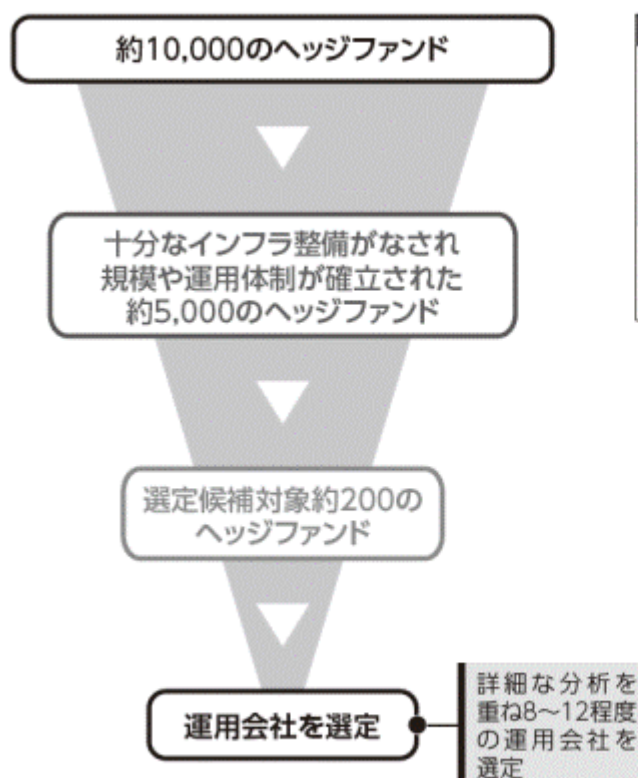 約10,000のヘッジファンド
十分なインフラ整備がなされ
規模や運用体制が確立された
約5,000のヘッジファンド
選定候補対象約200の
ヘッジファンド
運用会社を選定
詳細な分析を
重ね8〜12程度
の運用会社を
選定